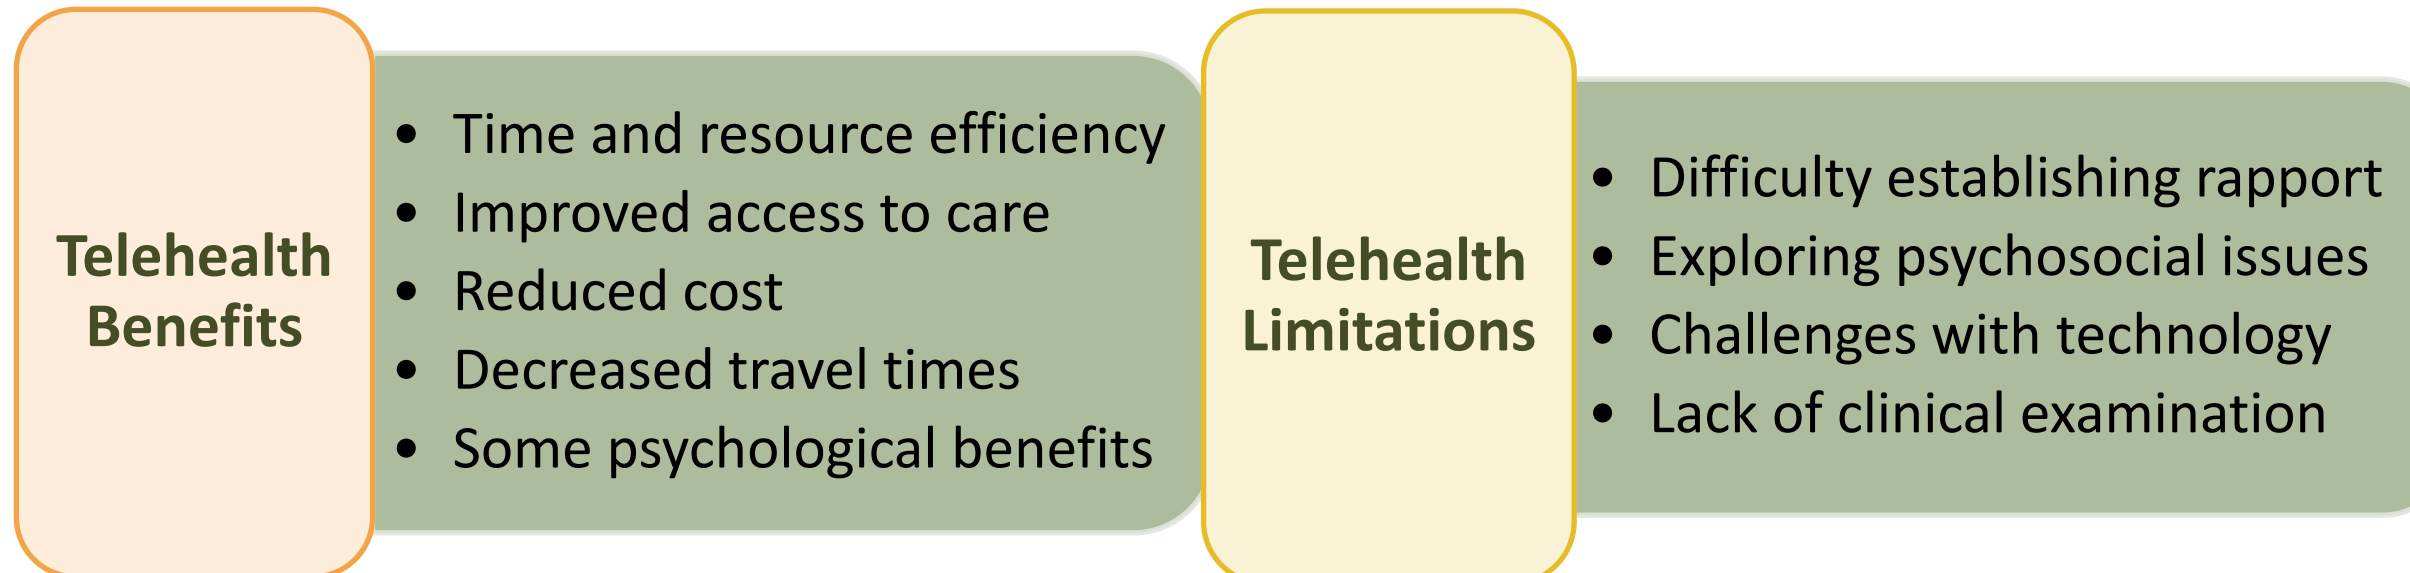 Telehealth
Benefits
• Time and resource efficiency
• Improved access to care
• Reduced cost
• Decreased travel times
• Some psychological benefits
Telehealth
Limitations
• Difficulty establishing rapport
• Exploring psychosocial issues
• Challenges with technology
• Lack of clinical examination